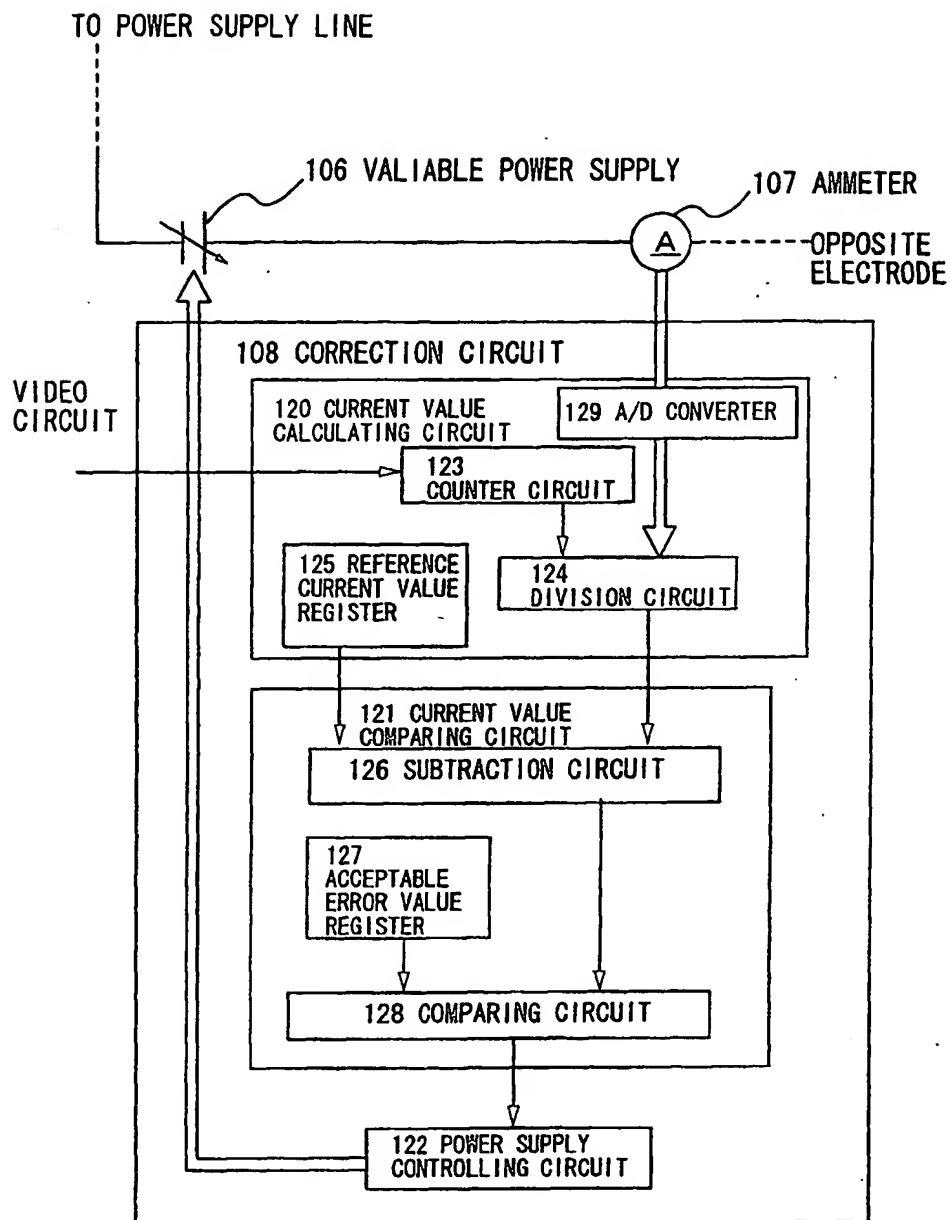 TO POWER SUPPLY LINE
106 VALIABLE POWER SUPPLY
107 AMMETER
A
OPPOSITE
ELECTRODE
108 CORRECTION CIRCUIT
VIDEO
CIRCUIT
120 CURRENT VALUE
CALCULATING CIRCUIT
129 A/D CONVERTER
123
COUNTER CIRCUIT
125 REFERENCE
CURRENT VALUE
REGISTER
124
DIVISION CIRCUIT
121 CURRENT VALUE
COMPARING CIRCUIT
126 SUBTRACTION CIRCUIT
127
ACCEPTABLE
ERROR VALUE
REGISTER
128 COMPARING CIRCUIT
122 POWER SUPPLY
CONTROLLING CIRCUIT